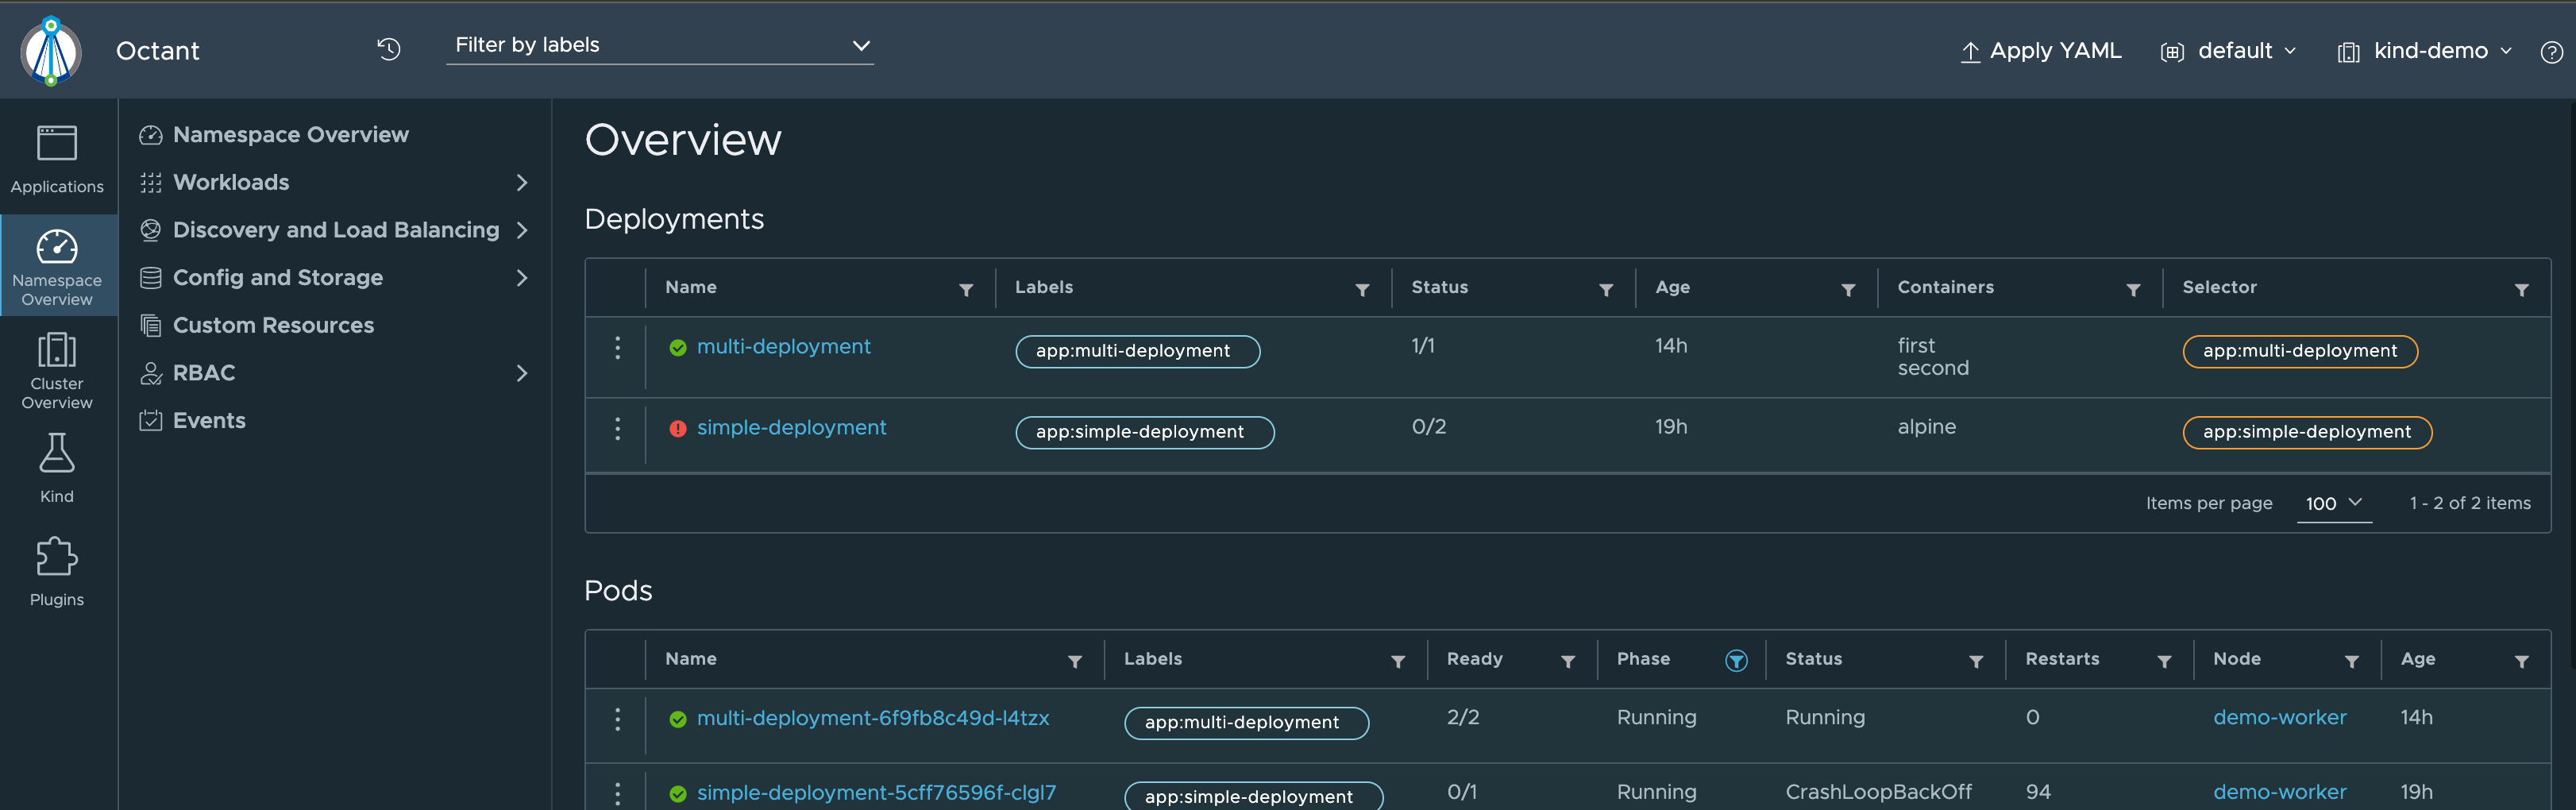 Octant
Filter by labels
Apply YAML
default
kind-demo
Applications
Namespace
Overview
Cluster
Overview
Kind
Plugins
Namespace Overview
Workloads
Discovery and Load Balancing
Config and Storage
Custom Resources
RBAC
Events
Overview
Deployments
Name Labels Status Age Containers Selector
multi-deployment app:multi-deployment 1/1 14h first app:multi-deployment
second
simple-deployment app:simple-deployment 0/2 19h alpine app:simple-deployment
Items per page 100 1 - 2 of 2 items
Pods
Name Labels Ready Phase Status Restarts Node Age
multi-deployment-6f9fb8c49d-l4tzx app:multi-deployment 2/2 Running Running 0 demo-worker 14h
simple-deployment-5cff76596f-clgl7 app:simple-deployment 0/1 Running CrashLoopBackOff 94 demo-worker 19h